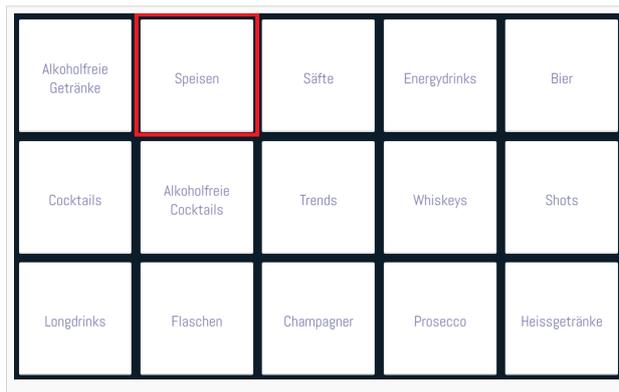 Alkoholfreie
Getränke
Speisen
Säfte
Energydrinks
Bier
Cocktails
Alkoholfreie
Cocktails
Trends
Whiskeys
Shots
Longdrinks
Flaschen
Champagner
Prosecco
Heissgetränke